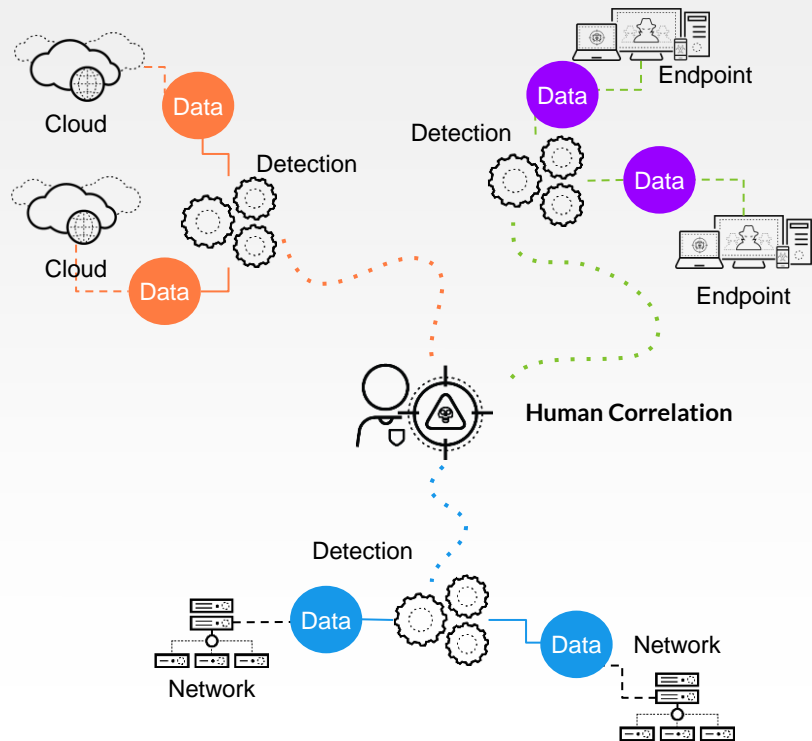 Data
Cloud
Detection
Cloud
Data
Endpoint
Data
Detection
Data
Endpoint
Human Correlation
Detection
Data
Network
Data
Network